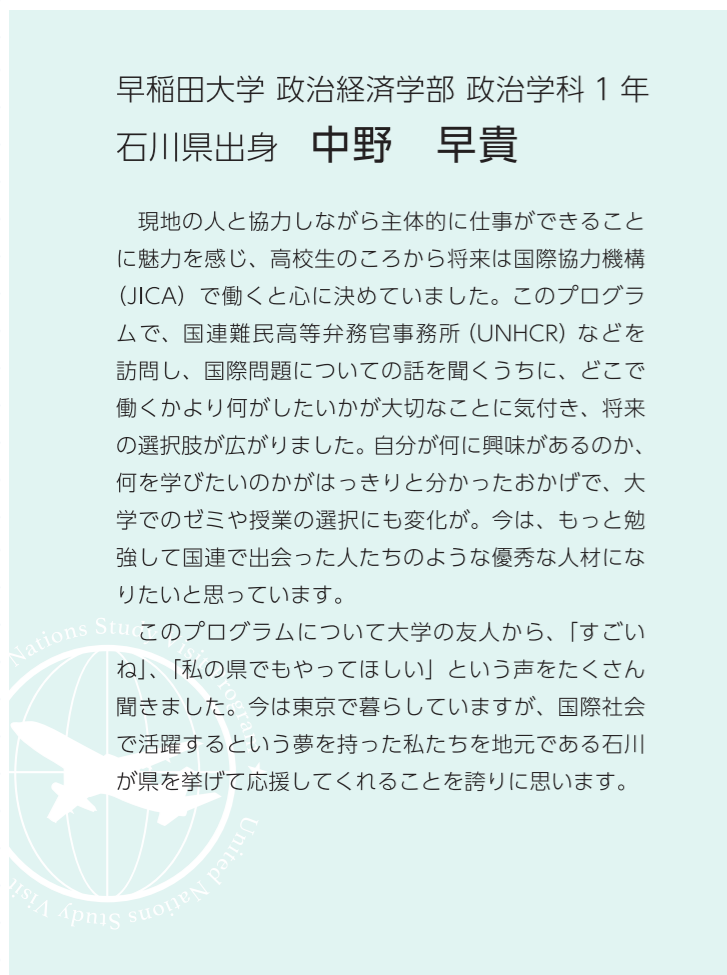 早稲田大学 政治経済学部 政治学科 1 年
石川県出身 中野 早貴
現地の人と協力しながら主体的に仕事ができること
に魅力を感じ、高校生のころから将来は国際協力機構
(JICA) で働くと心に決めていました。このプログラ
ムで、国連難民高等弁務官事務所 (UNHCR) などを
訪問し、国際問題についての話を聞くうちに、どこで
働くかより何がしたいかが大切なことに気付き、将来
の選択肢が広がりました。自分が何に興味があるのか、
何を学びたいのかがはっきりと分かったおかげで、大
学でのゼミや授業の選択にも変化が。今は、もっと勉
強して国連で出会った人たちのような優秀な人材にな
りたいと思っています。
このプログラムについて大学の友人から、「すごい
ね」、「私の県でもやってほしい」という声をたくさん
聞きました。今は東京で暮らしていますが、国際社会
で活躍するという夢を持った私たちを地元である石川
が県を挙げて応援してくれることを誇りに思います。
Nations Study Visit Program
United Nations Study Visit